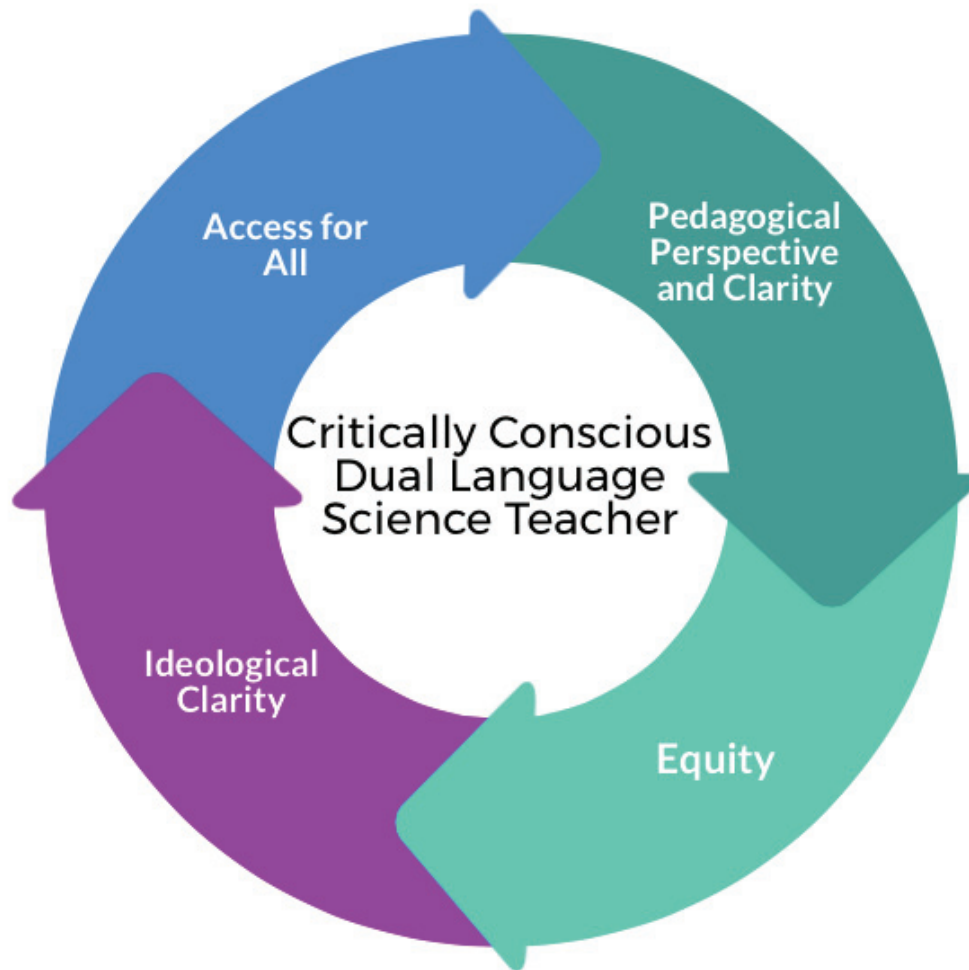 Access for
All
Pedagogical
Perspective
and Clarity
Critically Conscious
Dual Language
Science Teacher
Ideological
Clarity
Equity